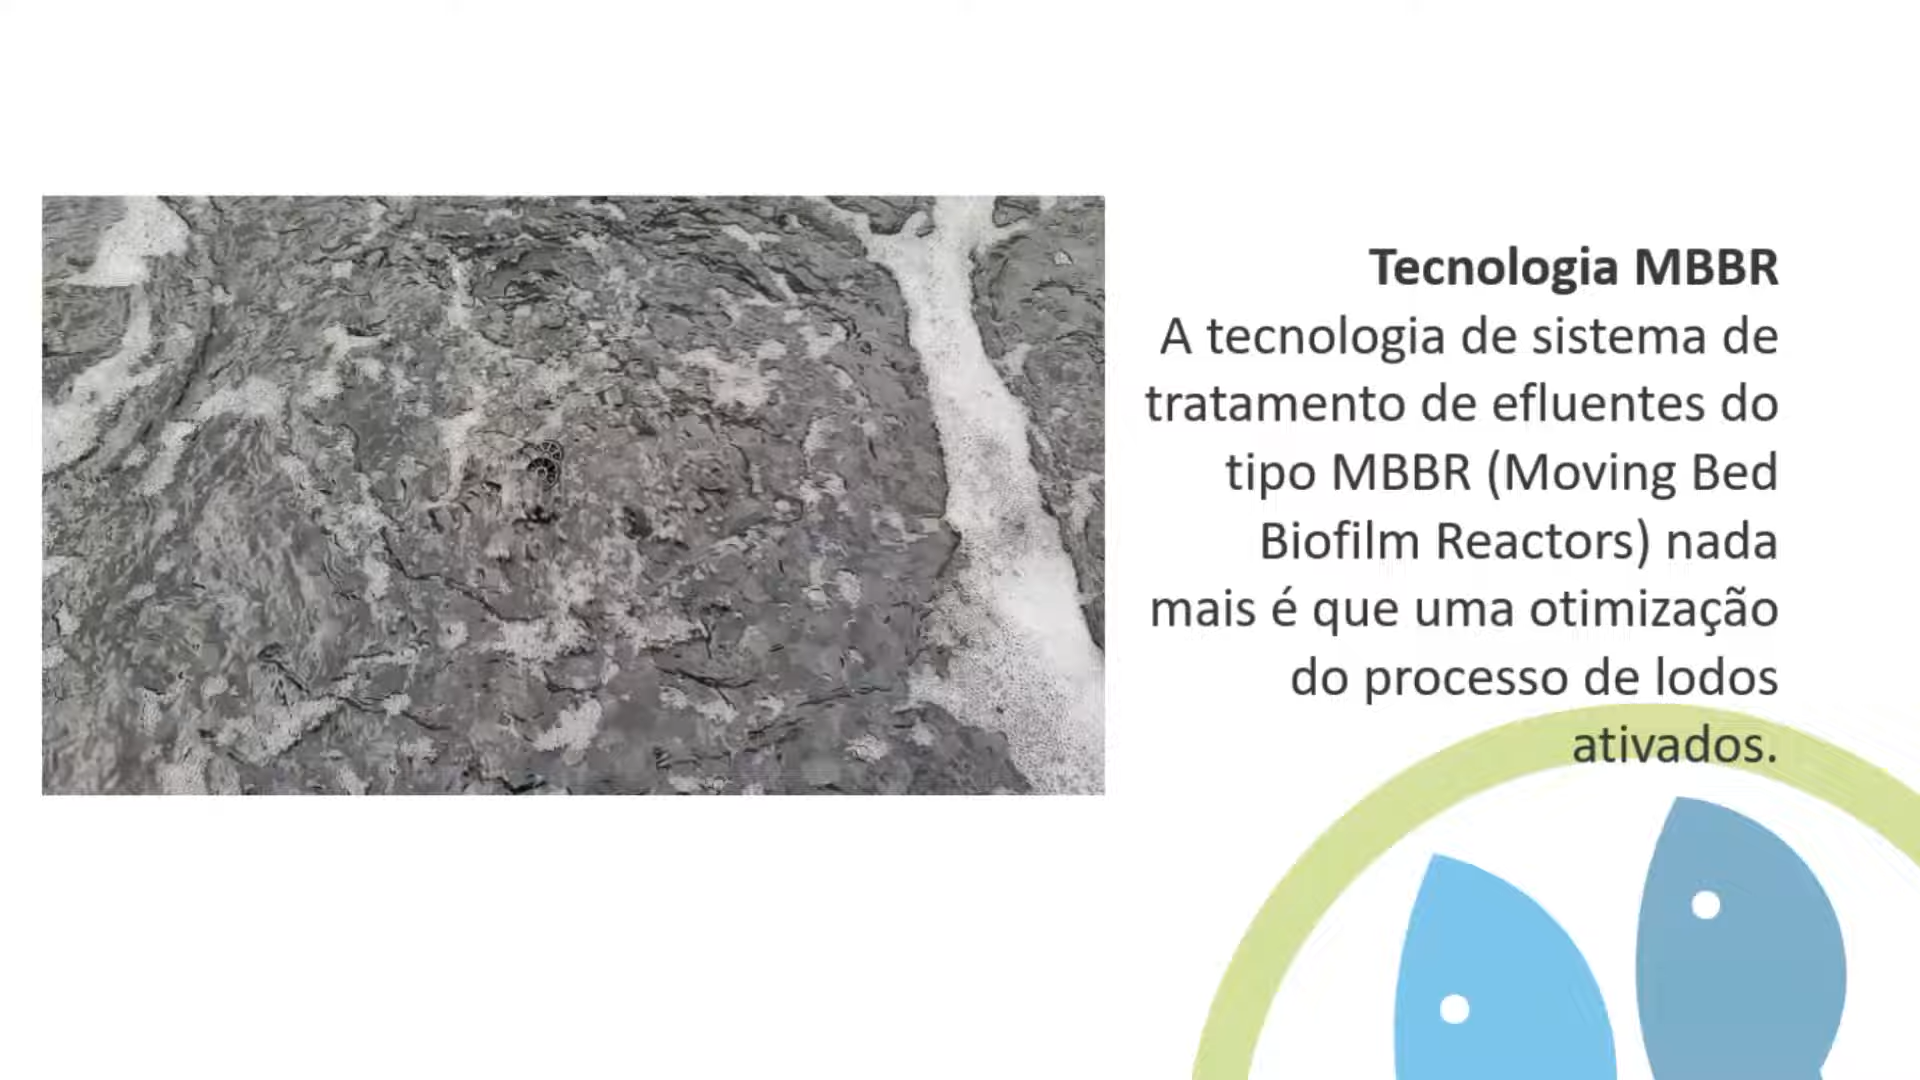 Tecnologia MBBR
A tecnologia de sistema de
tratamento de efluentes do
tipo MBBR (Moving Bed
Biofilm Reactors) nada
mais é que uma otimização
do processo de lodos
ativados.